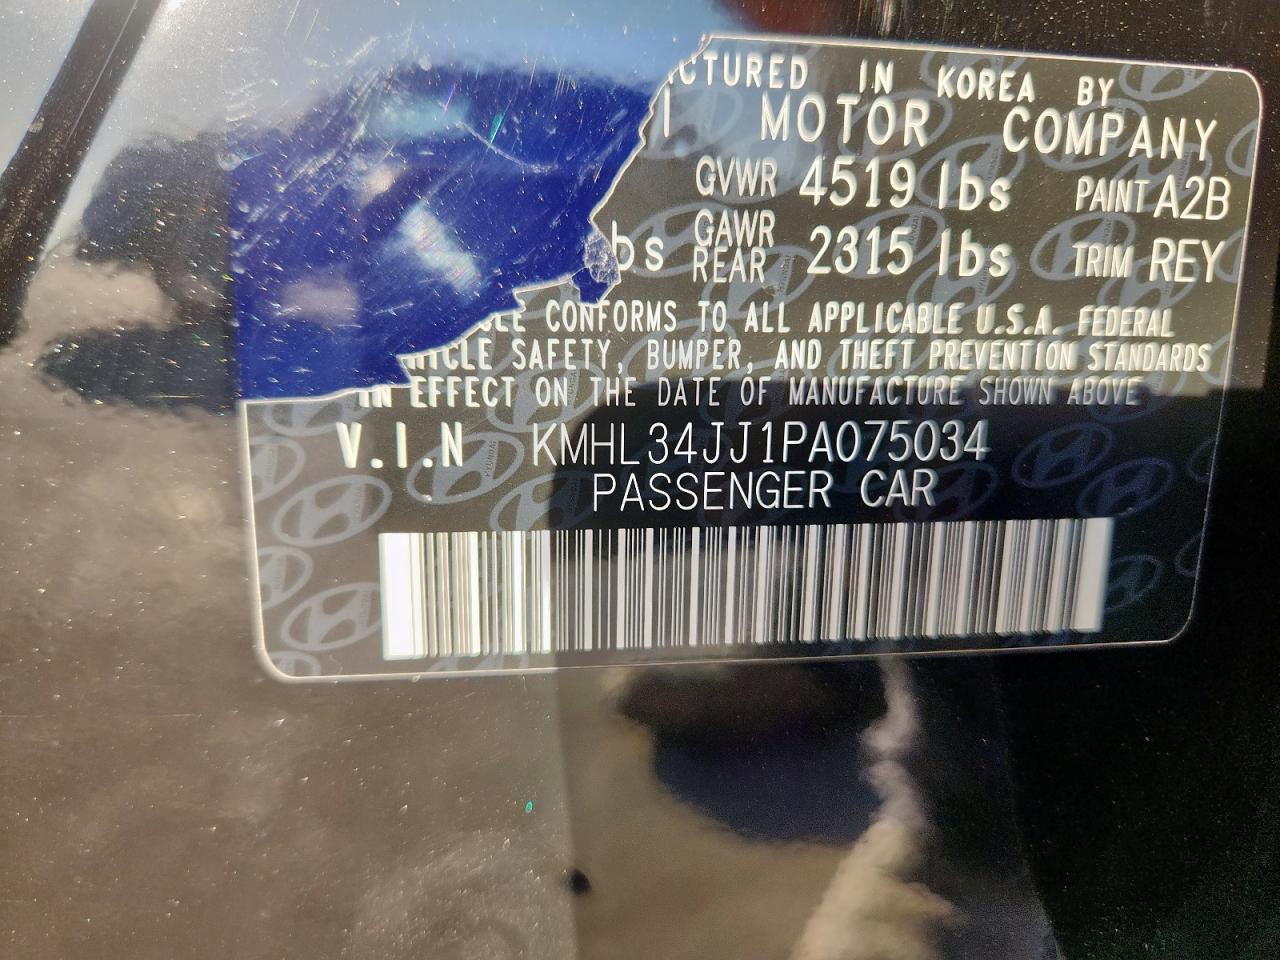 CTURED IN KOREA BY
MOTOR COMPANY
GVWR 4519 lbs PAINT A2B
bs GAWR REAR 2315 lbs TRIM REY
CLE CONFORMS TO ALL APPLICABLE U.S.A. FEDERAL
ICLE SAFETY, BUMPER, AND THEFT PREVENTION STANDARDS
IN EFFECT ON THE DATE OF MANUFACTURE SHOWN ABOVE
V.I.N KMHL34JJ1PA075034
PASSENGER CAR